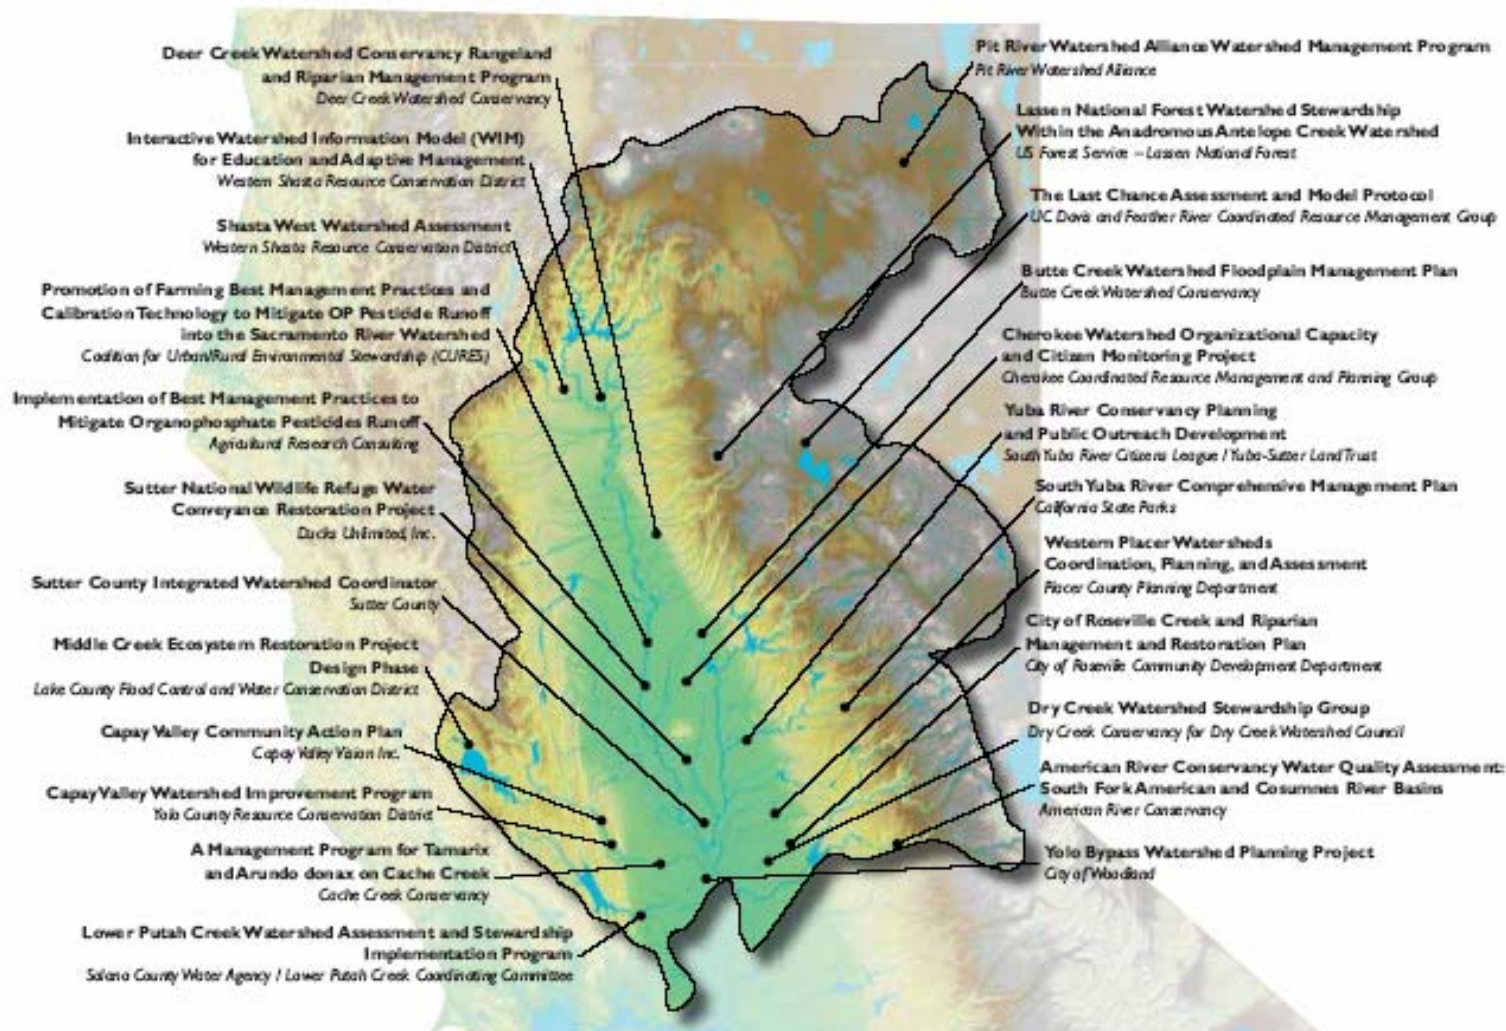 Deer Creek Watershed Conservancy Rangeland
and Riparian Management Program
Deer Creek Watershed Conservancy
Interactive Watershed Information Model (WIM)
for Education and Adaptive Management
Western Shasta Resource Conservation District
Shasta West Watershed Assessment
Western Shasta Resource Conservation District
Promotion of Farming Best Management Practices and
Calibration Technology to Mitigate OP Pesticide Runoff
into the Sacramento River Watershed
Coalition for Urban/Rural Environmental Stewardship (CURES)
Implementation of Best Management Practices to
Mitigate Organophosphate Pesticides Runoff
Agricultural Research Consulting
Sutter National Wildlife Refuge Water
Conveyance Restoration Project
Ducks Unlimited, Inc.
Sutter County Integrated Watershed Coordinator
Sutter County
Middle Creek Ecosystem Restoration Project
Design Phase
Lake County Flood Control and Water Conservation District
Capay Valley Community Action Plan
Capay Valley Vision Inc.
Capay Valley Watershed Improvement Program
Yolo County Resource Conservation District
A Management Program for Tamarix
and Arundo donax on Cache Creek
Cache Creek Conservancy
Lower Putah Creek Watershed Assessment and Stewardship
Implementation Program
Solano County Water Agency / Lower Putah Creek Coordinating Committee
Pit River Watershed Alliance Watershed Management Program
Pit River Watershed Alliance
Lassen National Forest Watershed Stewardship
Within the Anadromous Antelope Creek Watershed
US Forest Service – Lassen National Forest
The Last Chance Assessment and Model Protocol
UC Davis and Feather River Coordinated Resource Management Group
Butte Creek Watershed Floodplain Management Plan
Butte Creek Watershed Conservancy
Cherokee Watershed Organizational Capacity
and Citizen Monitoring Project
Cherokee Coordinated Resource Management and Planning Group
Yuba River Conservancy Planning
and Public Outreach Development
South Yuba River Citizens League / Yuba-Sutter Land Trust
South Yuba River Comprehensive Management Plan
California State Parks
Western Placer Watersheds
Coordination, Planning, and Assessment
Placer County Planning Department
City of Roseville Creek and Riparian
Management and Restoration Plan
City of Roseville Community Development Department
Dry Creek Watershed Stewardship Group
Dry Creek Conservancy for Dry Creek Watershed Council
American River Conservancy Water Quality Assessment:
South Fork American and Cosumnes River Basins
American River Conservancy
Yolo Bypass Watershed Planning Project
City of Woodland